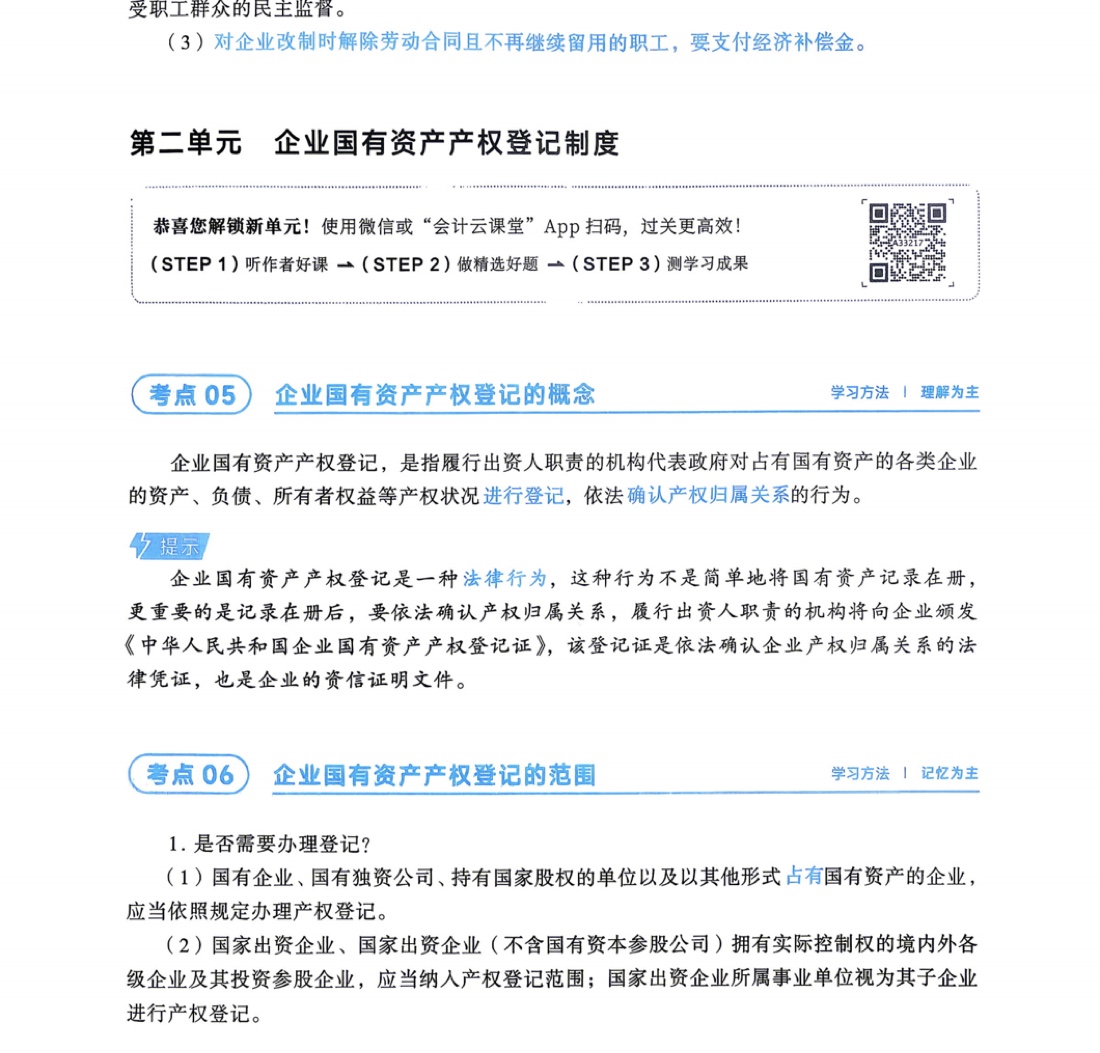 受职工群众的民主监督。
（3）对企业改制时解除劳动合同且不再继续留用的职工，要支付经济补偿金。
第二单元 企业国有资产产权登记制度
恭喜您解锁新单元！使用微信或“会计云课堂”App 扫码，过关更高效！
（STEP 1）听作者好课 → （STEP 2）做精选好题 → （STEP 3）测学习成果
A33217
考点 05 企业国有资产产权登记的概念 学习方法 | 理解为主
企业国有资产产权登记，是指履行出资人职责的机构代表政府对占有国有资产的各类企业
的资产、负债、所有者权益等产权状况进行登记，依法确认产权归属关系的行为。
提示
企业国有资产产权登记是一种法律行为，这种行为不是简单地将国有资产记录在册，
更重要的是记录在册后，要依法确认产权归属关系，履行出资人职责的机构将向企业颁发
《中华人民共和国企业国有资产产权登记证》，该登记证是依法确认企业产权归属关系的法
律凭证，也是企业的资信证明文件。
考点 06 企业国有资产产权登记的范围 学习方法 | 记忆为主
1. 是否需要办理登记？
（1）国有企业、国有独资公司、持有国家股权的单位以及以其他形式占有国有资产的企业，
应当依照规定办理产权登记。
（2）国家出资企业、国家出资企业（不含国有资本参股公司）拥有实际控制权的境内外各
级企业及其投资参股企业，应当纳入产权登记范围；国家出资企业所属事业单位视为其子企业
进行产权登记。